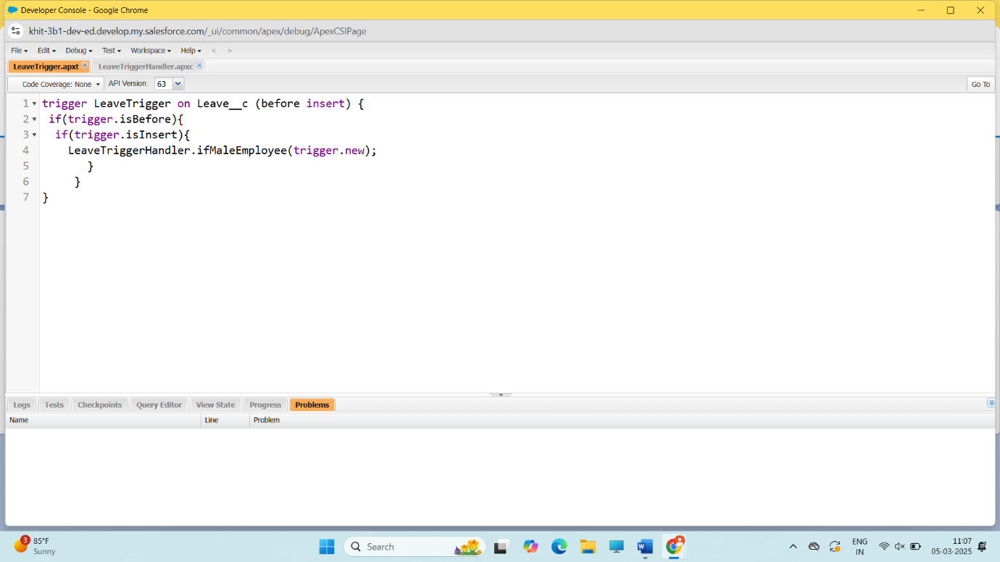 Developer Console - Google Chrome
khit-3b1-dev-ed.develop.my.salesforce.com/_ui/common/apex/debug/ApexCSIPage
File Edit Debug Test Workspace Help < >
LeaveTrigger.apxt LeaveTriggerHandler.apxc
Code Coverage: None API Version: 63 Go To
1 trigger LeaveTrigger on Leave__c (before insert) {
2 if(trigger.isBefore){
3 if(trigger.isInsert){
4 LeaveTriggerHandler.ifMaleEmployee(trigger.new);
5 }
6 }
7 }
Logs Tests Checkpoints Query Editor View State Progress Problems
Name Line Problem
3 85°F
Sunny
Search
W
ENG
IN
11:07
05-03-2025